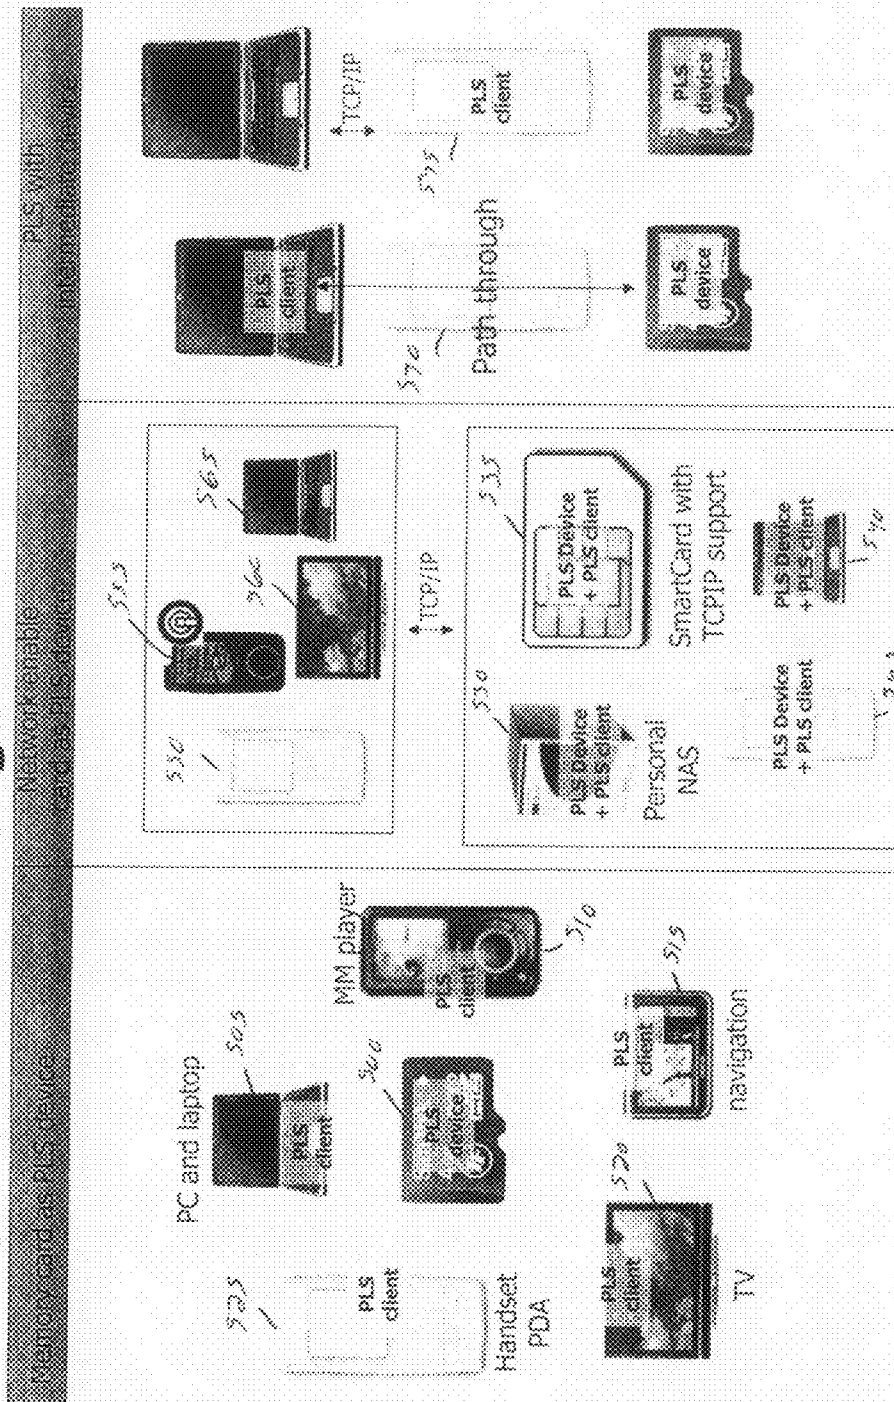 Memory card as PLS device
PC and laptop
505
PLS
client
525
PLS
client
Handset
PDA
500
PLS
device
MM player
PLS
client
510
520
PLS
client
TV
PLS
client
515
navigation
Network enable
card as PLS device
550
555
560
565
TCP/IP
530
PLS Device
+ PLS client
Personal
NAS
535
PLS Device
+ PLS client
SmartCard with
TCPIP support
PLS Device
+ PLS client
PLS Device
+ PLS client
540
PLS with
intermediate device
PLS
client
570
Path through
PLS
device
TCP/IP
575
PLS
client
PLS
device